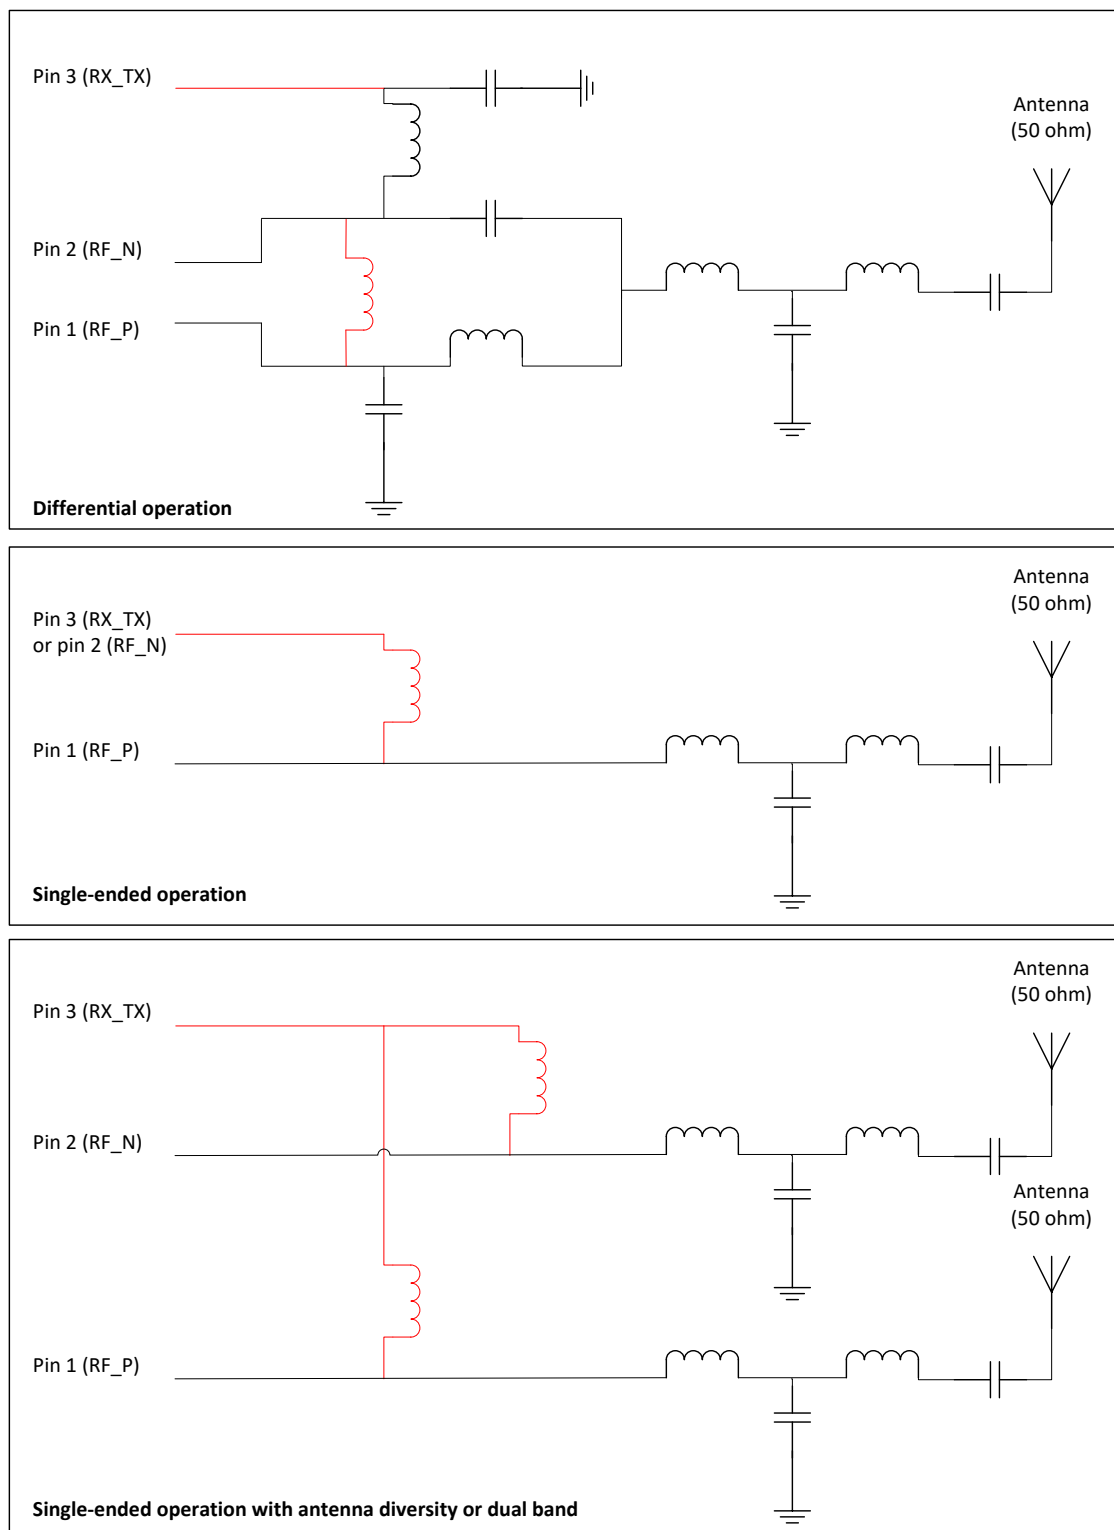 Pin 3 (RX_TX)
Antenna
(50 ohm)
Pin 2 (RF_N)
Pin 1 (RF_P)
Differential operation
Antenna
(50 ohm)
Pin 3 (RX_TX)
or pin 2 (RF_N)
Pin 1 (RF_P)
Single-ended operation
Antenna
(50 ohm)
Pin 3 (RX_TX)
Pin 2 (RF_N)
Antenna
(50 ohm)
Pin 1 (RF_P)
Single-ended operation with antenna diversity or dual band